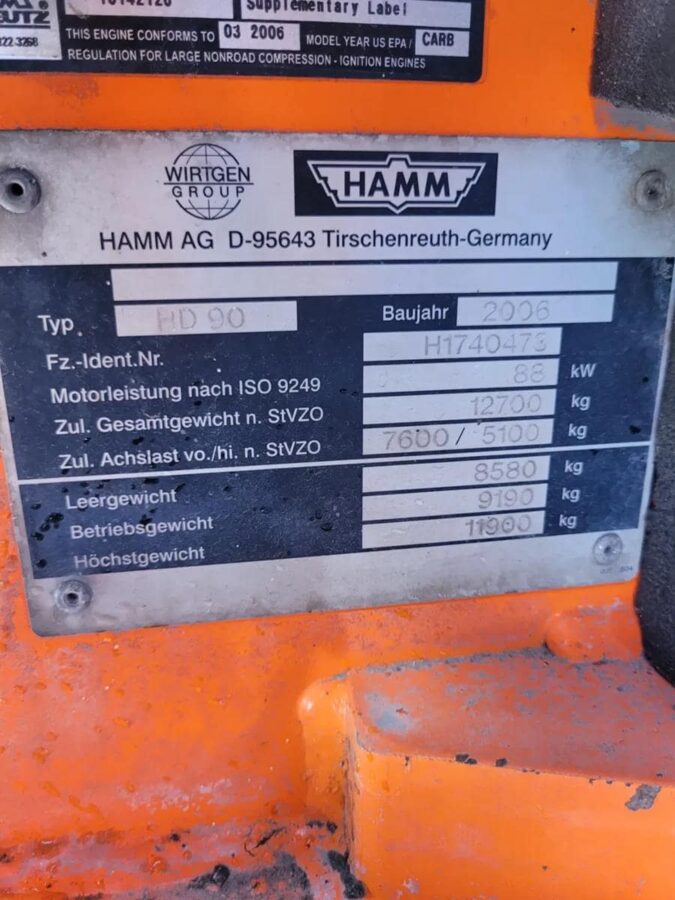 Supplementary Label
THIS ENGINE CONFORMS TO 03 2006 MODEL YEAR US EPA / CARB
REGULATION FOR LARGE NONROAD COMPRESSION - IGNITION ENGINES
WIRTGEN
GROUP
HAMM
HAMM AG D-95643 Tirschenreuth-Germany
Typ HD 90 Baujahr 2006
Fz.-Ident.Nr. H1740473
Motorleistung nach ISO 9249 88 kW
Zul. Gesamtgewicht n. StVZO 12700 kg
Zul. Achslast vo./hi. n. StVZO 7600 / 5100 kg
Leergewicht 8580 kg
Betriebsgewicht 9190 kg
Höchstgewicht 11900 kg